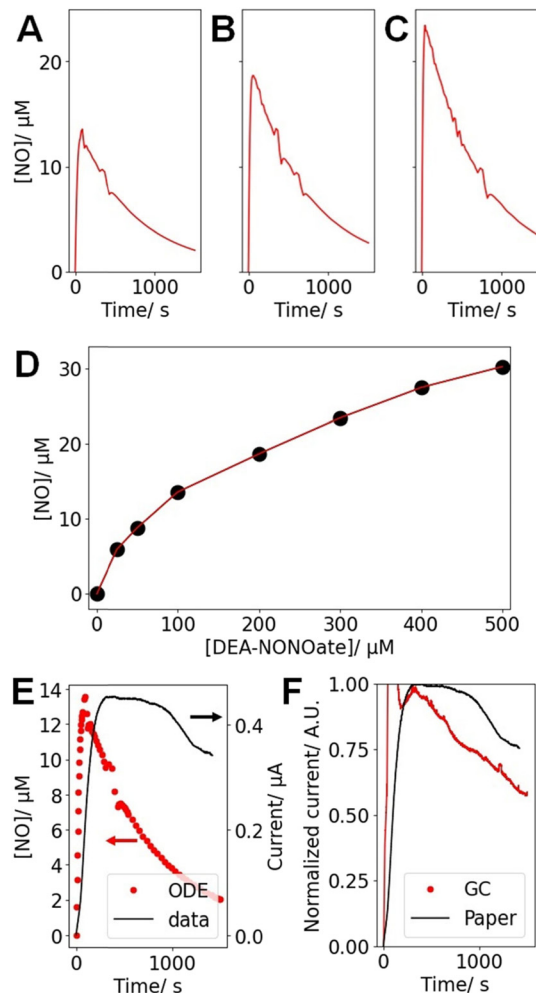 A
B
C
[NO]/ μM
20
10
0
0
1000
0
1000
0
1000
Time/ s
Time/ s
Time/ s
D
[NO]/ μM
30
20
10
0
0
100
200
300
400
500
[DEA-NONOate]/ μM
E
[NO]/ μM
14
12
10
8
6
4
2
0
0.4
0.2
0.0
Current/ μA
ODE
data
0
1000
Time/ s
F
Normalized current/ A.U.
1.00
0.75
0.50
0.25
0.00
GC
Paper
0
1000
Time/ s